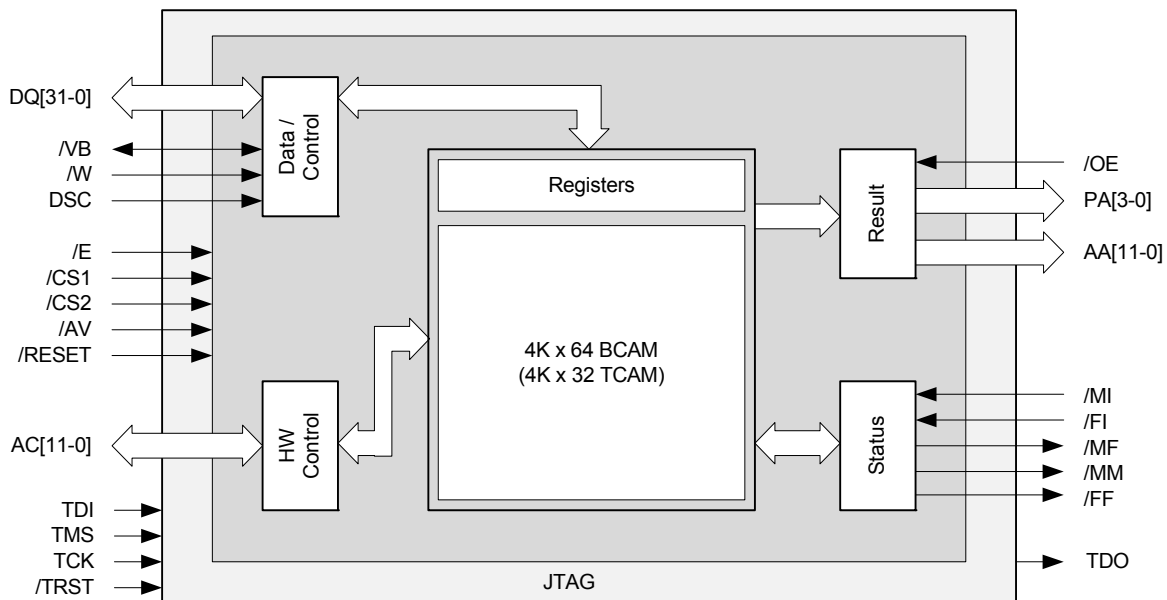 DQ[31-0]
/VB
/W
DSC
/E
/CS1
/CS2
/AV
/RESET
AC[11-0]
TDI
TMS
TCK
/TRST
Data /
Control
HW
Control
Registers
4K x 64 BCAM
(4K x 32 TCAM)
Result
Status
/OE
PA[3-0]
AA[11-0]
/MI
/FI
/MF
/MM
/FF
TDO
JTAG